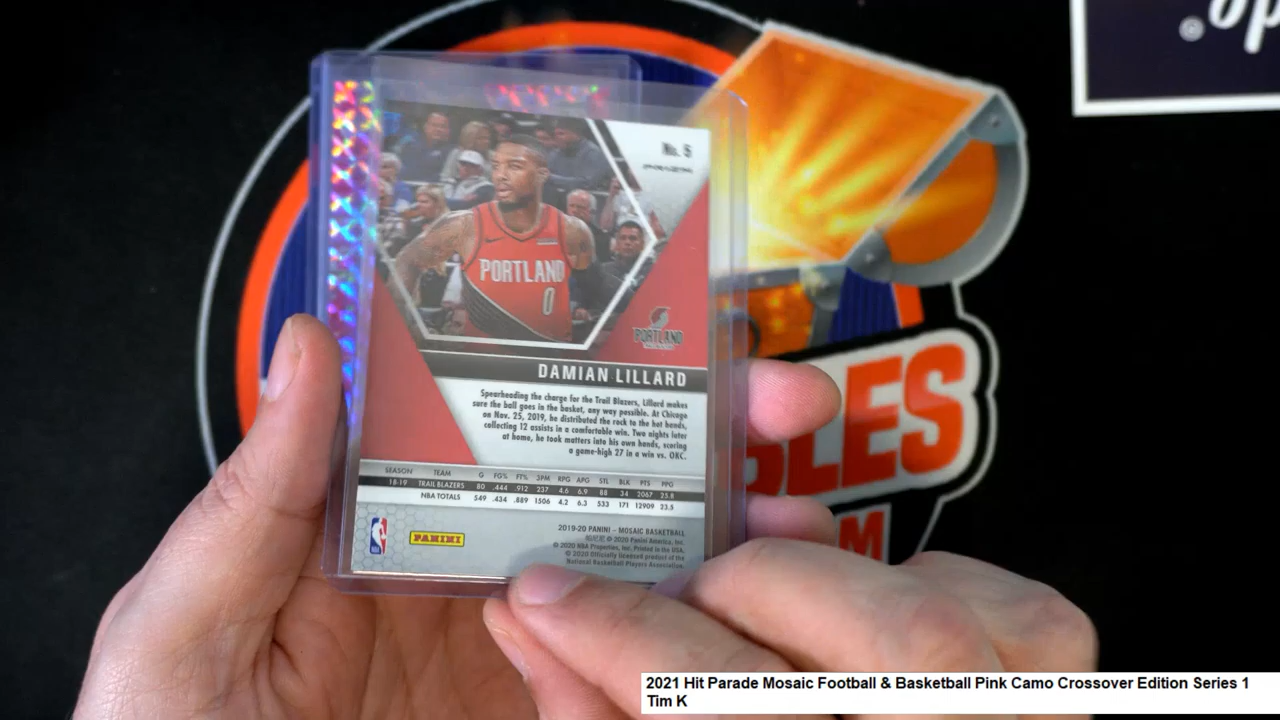 de
®
No. 5
PRIZM
PORTLAND
0
PORTLAND
DAMIAN LILLARD
Spearheading the charge for the Trail Blazers, Lillard makes
sure the ball goes in the basket, any way possible. At Chicago
on Nov. 25, 2019, he distributed the rock to the hot hands,
collecting 12 assists in a comfortable win. Two nights later
at home, he took matters into his own hands, scoring
a game-high 27 in a win vs. OKC.
SEASON TEAM G FG% FT% 3PM RPG APG STL BLK PTS PPG
18-19 TRAIL BLAZERS 80 .444 .912 237 4.6 6.9 88 34 2067 25.8
NBA TOTALS 549 .434 .889 1506 4.2 6.3 533 171 12909 23.5
NBA
PANINI
2019-20 PANINI – MOSAIC BASKETBALL
© 2020 Panini America, Inc.
© 2020 NBA Properties, Inc. Printed in the USA.
© 2020 Officially licensed product of the
National Basketball Players Association.
LES
M
2021 Hit Parade Mosaic Football & Basketball Pink Camo Crossover Edition Series 1
Tim K